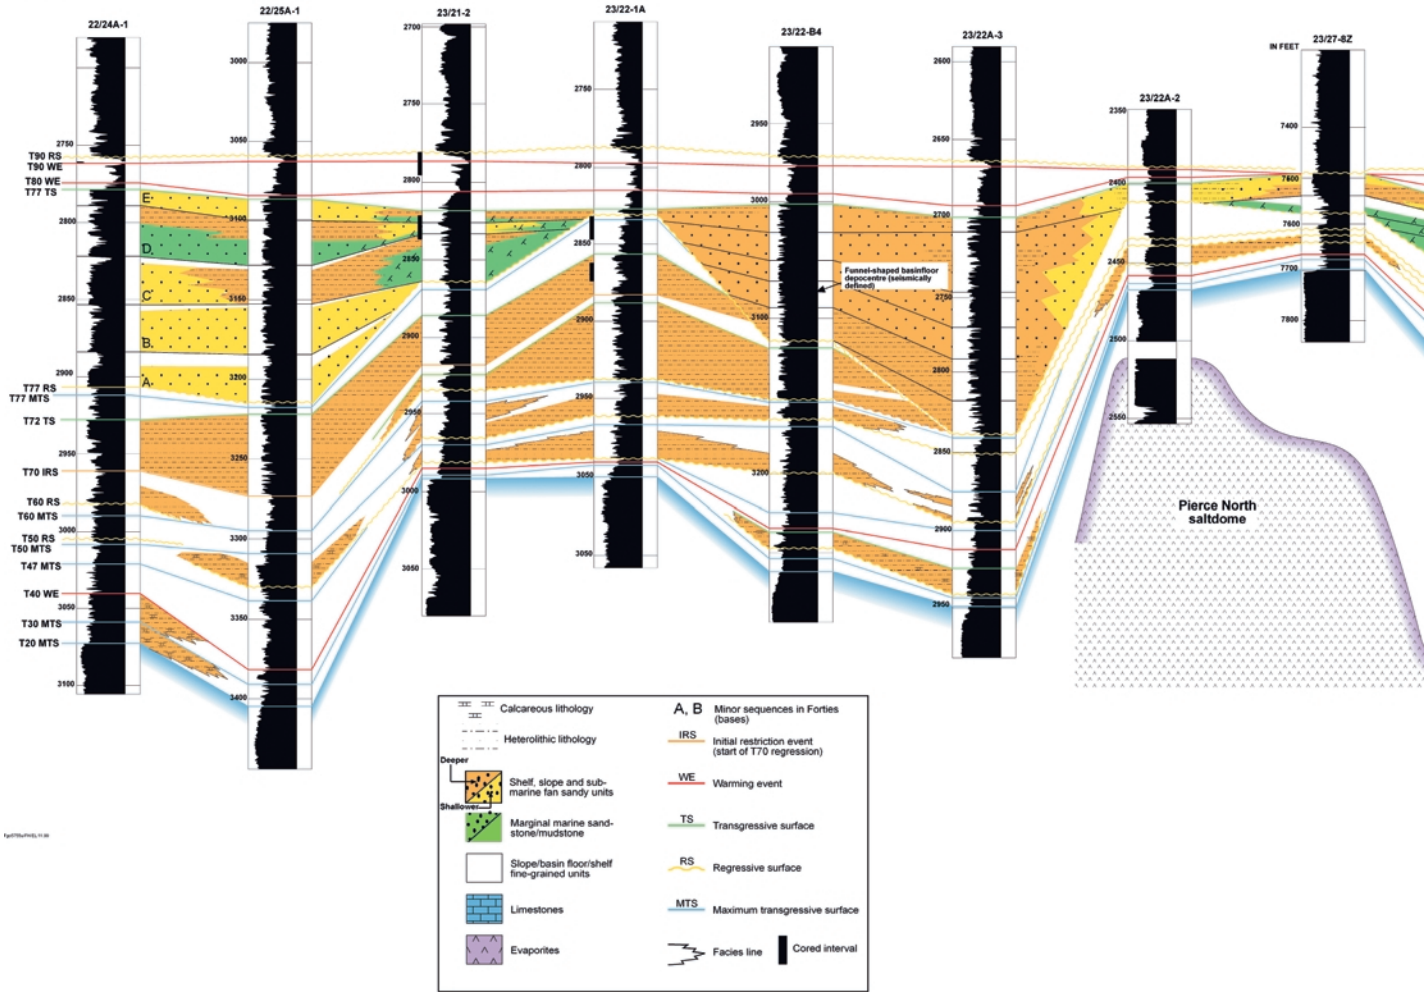 22/24A-1
22/25A-1
23/21-2
23/22-1A
23/22-B4
23/22A-3
23/22A-2
23/27-8Z
IN FEET
2750
2800
2850
2900
2950
3000
3050
3100
3000
3050
3100
3150
3200
3250
3300
3350
3400
2700
2750
2800
2850
2900
2950
3000
3050
2750
2800
2850
2900
2950
3050
3050
2950
3000
3100
3200
2600
2650
2700
2750
2800
2850
2900
2950
2350
2400
2450
2500
2550
7400
7500
7600
7700
7800
T90 RS
T90 WE
T80 WE
T77 TS
T77 RS
T77 MTS
T72 TS
T70 IRS
T60 RS
T60 MTS
T50 RS
T50 MTS
T47 MTS
T40 WE
T30 MTS
T20 MTS
E
D
C
B
A
Funnel-shaped basinfloor
depocentre (seismically
defined)
Pierce North
saltdome
Calcareous lithology
Heterolithic lithology
Deeper
Shelf, slope and sub-
marine fan sandy units
Shallower
Marginal marine sand-
stone/mudstone
Slope/basin floor/shelf
fine-grained units
Limestones
Evaporites
A, B
Minor sequences in Forties
(bases)
IRS
Initial restriction event
(start of T70 regression)
WE
Warming event
TS
Transgressive surface
RS
Regressive surface
MTS
Maximum transgressive surface
Facies line
Cored interval